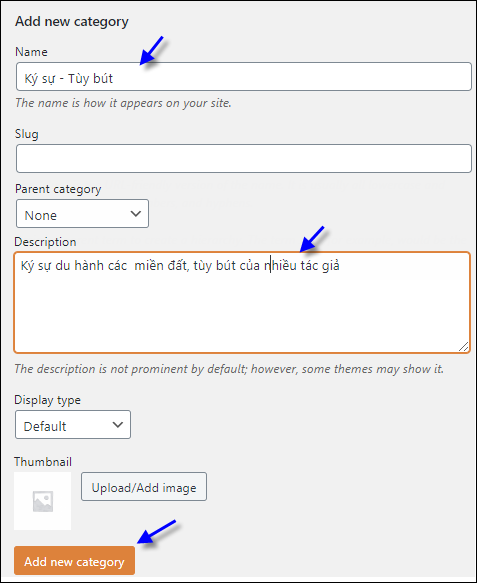 Add new category
Name
Ký sự - Tùy bút
The name is how it appears on your site.
Slug
Parent category
None
Description
Ký sự du hành các  miền đất, tùy bút của nhiều tác giả
The description is not prominent by default; however, some themes may show it.
Display type
Default
Thumbnail
Upload/Add image
Add new category